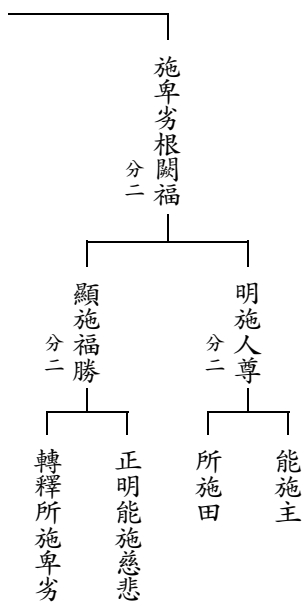 施卑劣根闕福
分二
明施人尊
分二
能施主
所施田
顯施福勝
分二
正明能施慈悲
轉釋所施卑劣